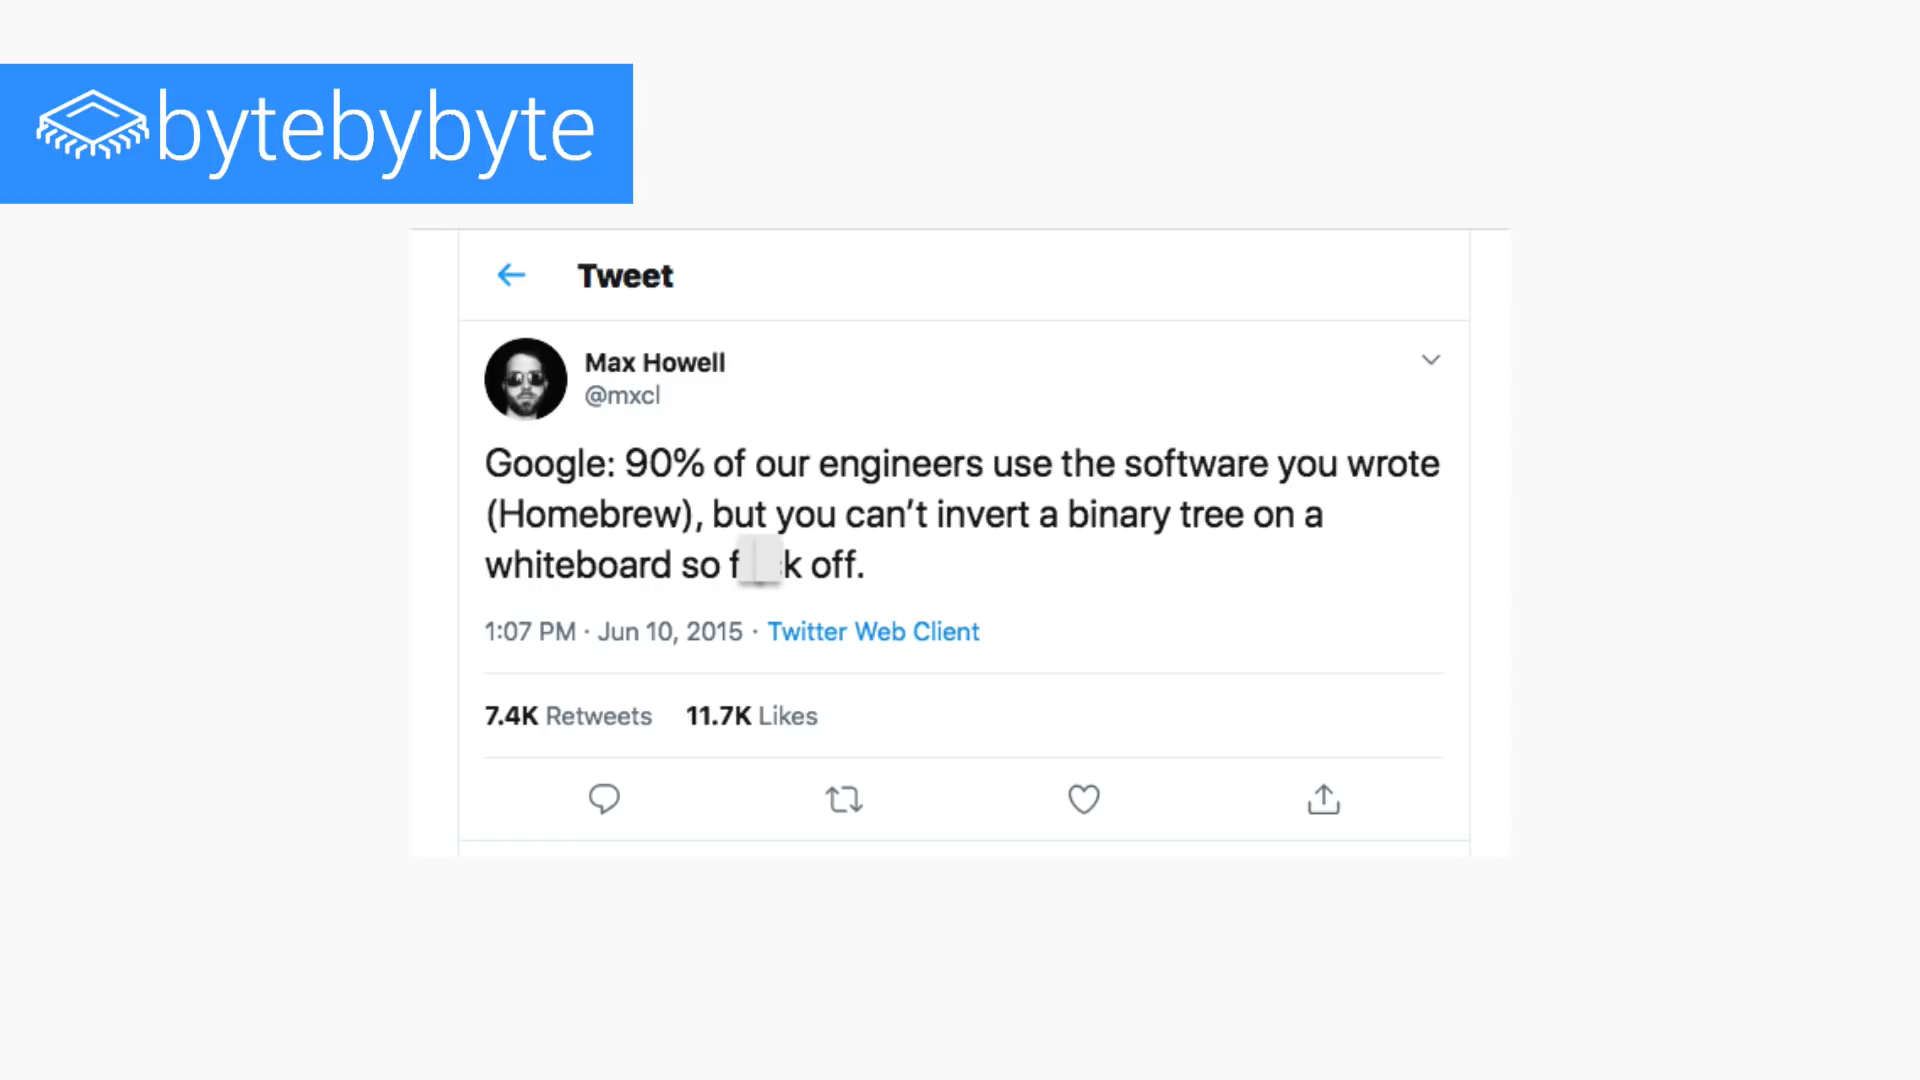 bytebybyte
Tweet
Max Howell
@mxcl
Google: 90% of our engineers use the software you wrote
(Homebrew), but you can’t invert a binary tree on a
whiteboard so f k off.
1:07 PM · Jun 10, 2015 · Twitter Web Client
7.4K Retweets 11.7K Likes